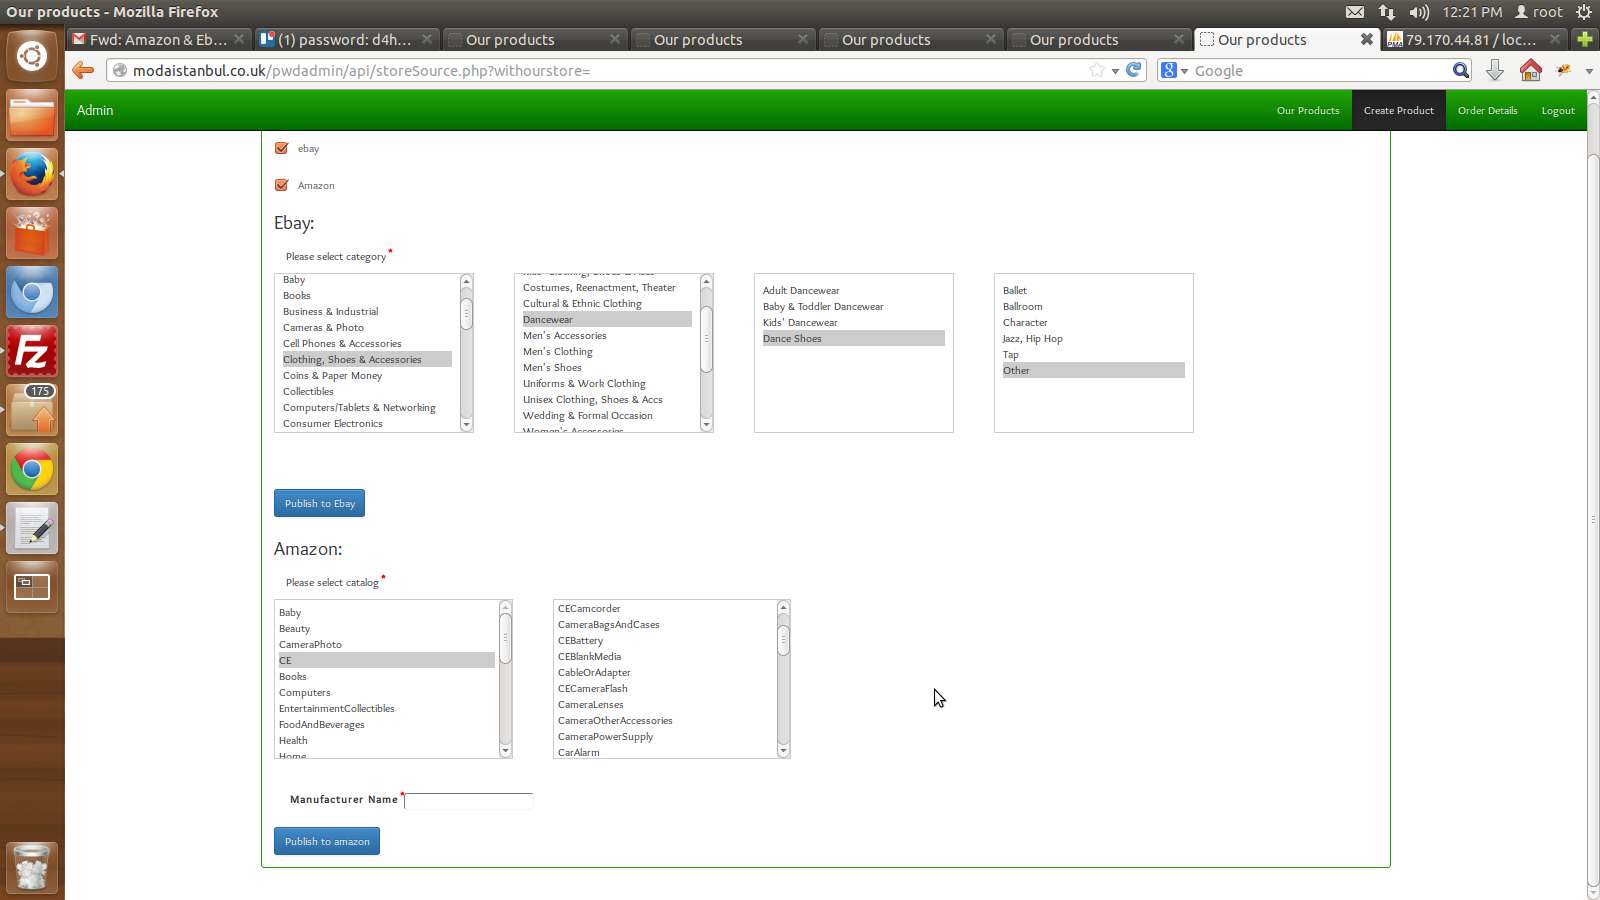 Our products - Mozilla Firefox
12:21 PM
root
Fwd: Amazon & Eb...
(1) password: d4h...
Our products
Our products
Our products
Our products
Our products
79.170.44.81 / loc...
modaistanbul.co.uk/pwdadmin/api/storeSource.php?withourstore=
Google
Admin
Our Products
Create Product
Order Details
Logout
ebay
Amazon
Ebay:
Please select category *
Baby
Books
Business & Industrial
Cameras & Photo
Cell Phones & Accessories
Clothing, Shoes & Accessories
Coins & Paper Money
Collectibles
Computers/Tablets & Networking
Consumer Electronics
Costumes, Reenactment, Theater
Cultural & Ethnic Clothing
Dancewear
Men's Accessories
Men's Clothing
Men's Shoes
Uniforms & Work Clothing
Unisex Clothing, Shoes & Accs
Wedding & Formal Occasion
Women's Accessories
Adult Dancewear
Baby & Toddler Dancewear
Kids' Dancewear
Dance Shoes
Ballet
Ballroom
Character
Jazz, Hip Hop
Tap
Other
Publish to Ebay
Amazon:
Please select catalog *
Baby
Beauty
CameraPhoto
CE
Books
Computers
EntertainmentCollectibles
FoodAndBeverages
Health
Home
CECamcorder
CameraBagsAndCases
CEBattery
CEBlankMedia
CableOrAdapter
CECameraFlash
CameraLenses
CameraOtherAccessories
CameraPowerSupply
CarAlarm
Manufacturer Name *
Publish to amazon
Fz
175